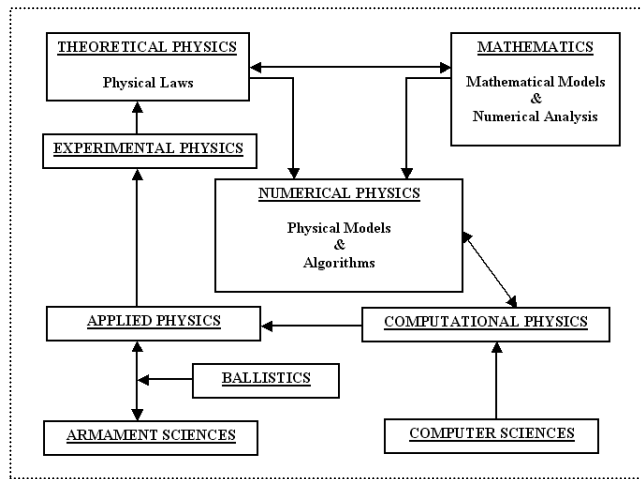 THEORETICAL PHYSICS
Physical Laws
MATHEMATICS
Mathematical Models
&
Numerical Analysis
EXPERIMENTAL PHYSICS
NUMERICAL PHYSICS
Physical Models
&
Algorithms
APPLIED PHYSICS
COMPUTATIONAL PHYSICS
BALLISTICS
ARMAMENT SCIENCES
COMPUTER SCIENCES